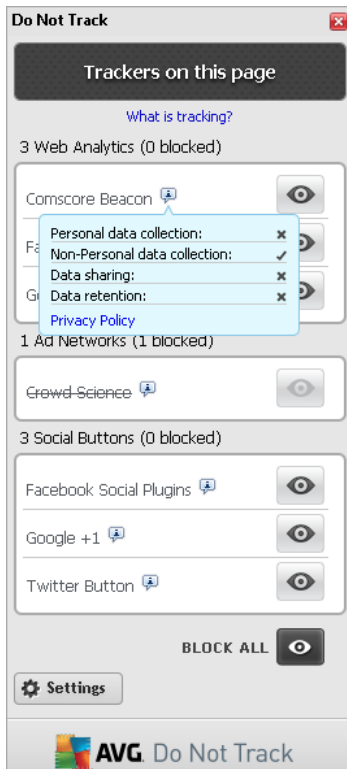 Do Not Track
Trackers on this page
What is tracking?
3 Web Analytics (0 blocked)
Comscore Beacon
Personal data collection:
Fa
Non-Personal data collection:
Data sharing:
G
Data retention:
Privacy Policy
1 Ad Networks (1 blocked)
Crowd Science
3 Social Buttons (0 blocked)
Facebook Social Plugins
Google +1
Twitter Button
BLOCK ALL
Settings
AVG. Do Not Track